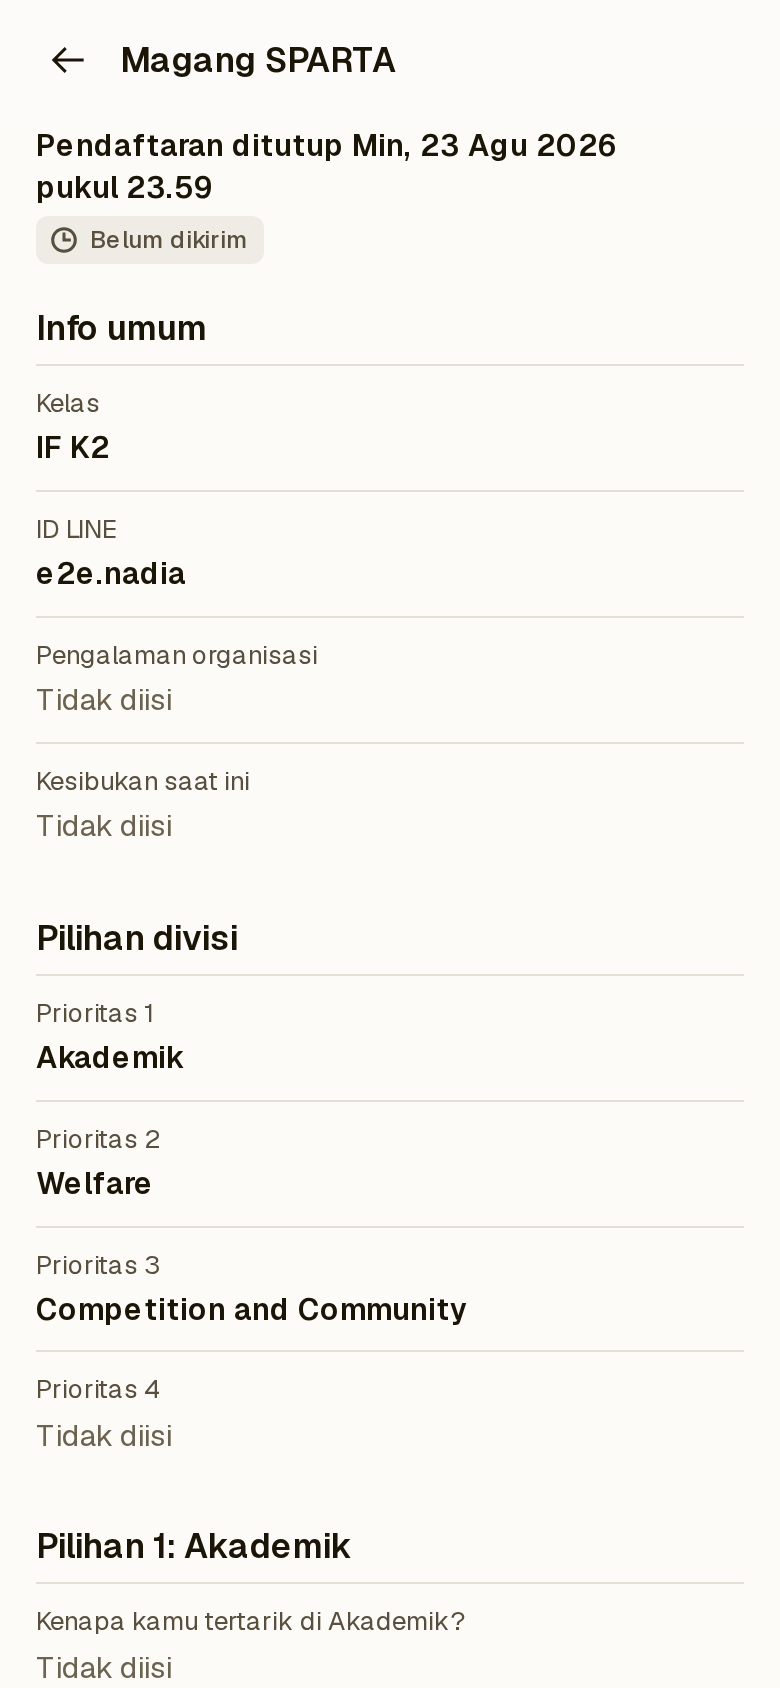 Magang SPARTA
Pendaftaran ditutup Min, 23 Agu 2026
pukul 23.59
Belum dikirim
Info umum
Kelas
IF K2
ID LINE
e2e.nadia
Pengalaman organisasi
Tidak diisi
Kesibukan saat ini
Tidak diisi
Pilihan divisi
Prioritas 1
Akademik
Prioritas 2
Welfare
Prioritas 3
Competition and Community
Prioritas 4
Tidak diisi
Pilihan 1: Akademik
Kenapa kamu tertarik di Akademik?
Tidak diisi